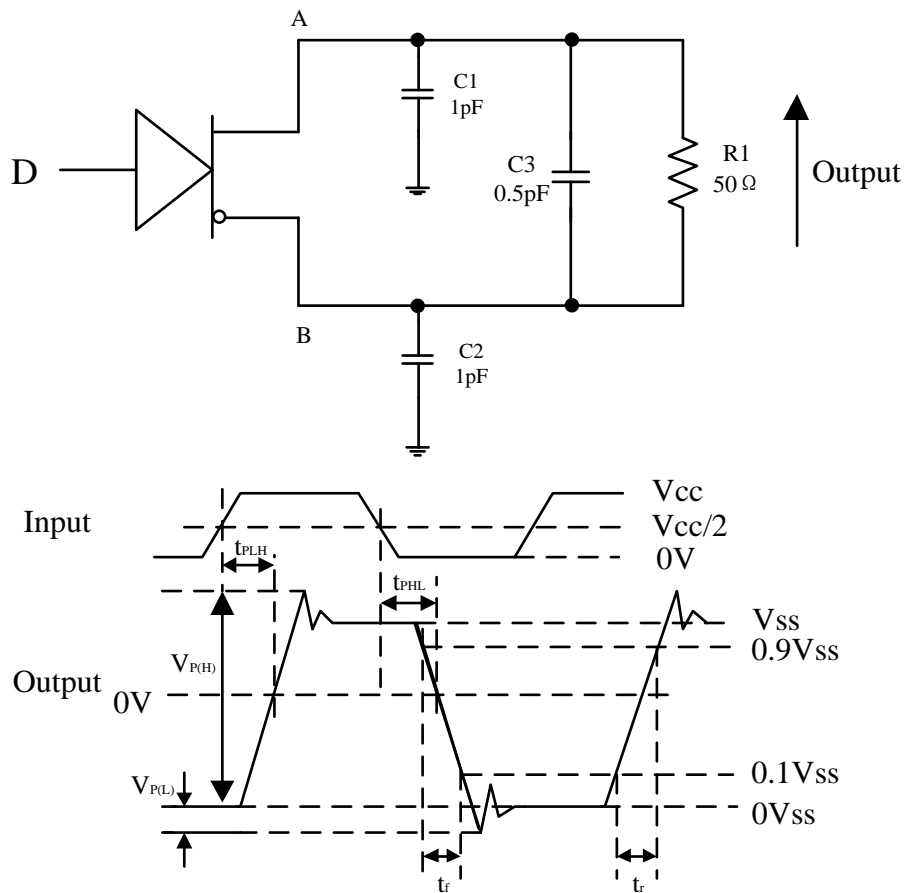 A
C1
1pF
D
C3
0.5pF
R1
50Ω
Output
B
C2
1pF
Input
Vcc
Vcc/2
0V
tPLH
tPHL
Vss
0.9Vss
VP(H)
Output
0V
VP(L)
0.1Vss
0Vss
tf
tr